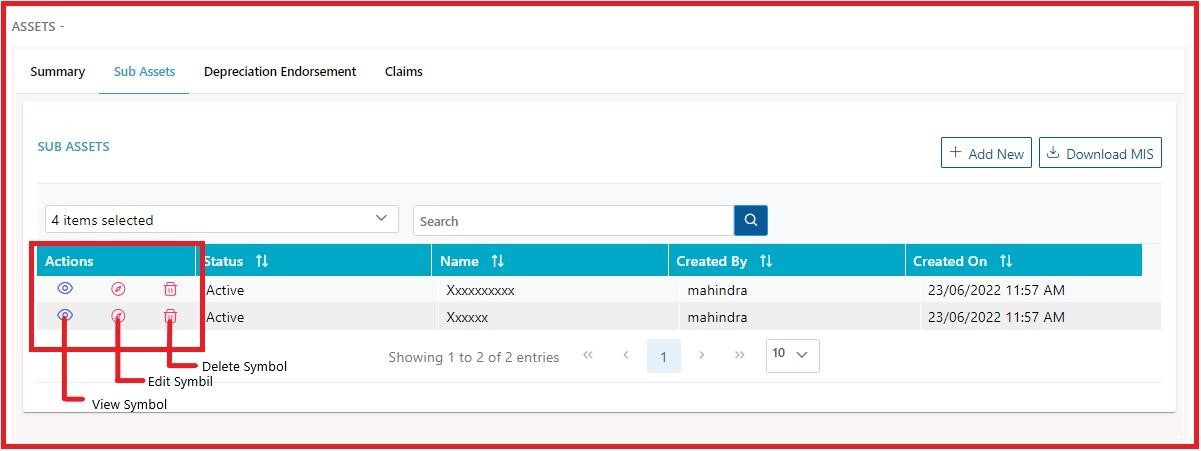 ASSETS -
Summary Sub Assets Depreciation Endorsement Claims
SUB ASSETS
Add New Download MIS
4 items selected Search
Actions Status Name Created By Created On
Active Xxxxxxxxxx mahindra 23/06/2022 11:57 AM
Active Xxxxxx mahindra 23/06/2022 11:57 AM
Showing 1 to 2 of 2 entries « ‹ 1 › » 10
Delete Symbol
Edit Symbil
View Symbol